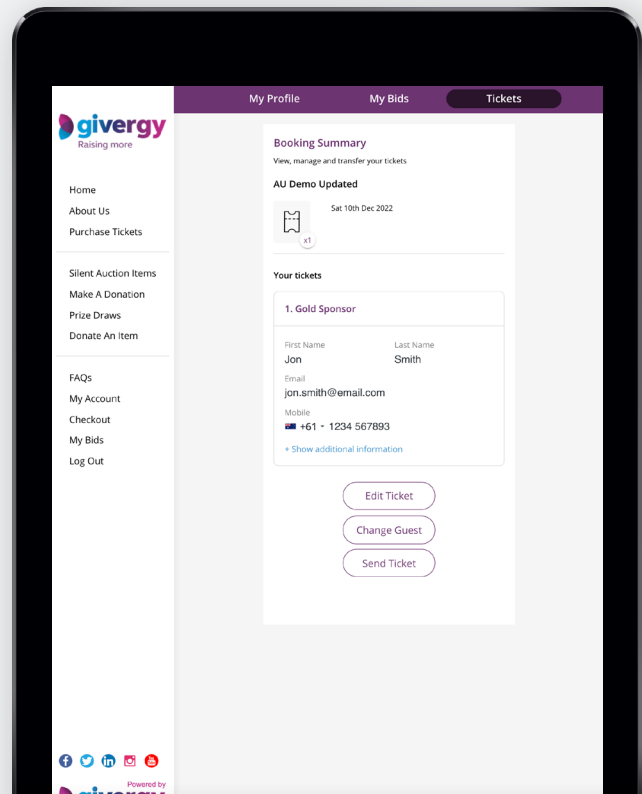 My Profile My Bids Tickets
givergy
Raising more
Home
About Us
Purchase Tickets
Silent Auction Items
Make A Donation
Prize Draws
Donate An Item
FAQs
My Account
Checkout
My Bids
Log Out
Booking Summary
View, manage and transfer your tickets
AU Demo Updated
Sat 10th Dec 2022
x1
Your tickets
1. Gold Sponsor
First Name Last Name
Jon Smith
Email
jon.smith@email.com
Mobile
+61 - 1234 567893
+ Show additional information
Edit Ticket
Change Guest
Send Ticket
Powered by
givergy